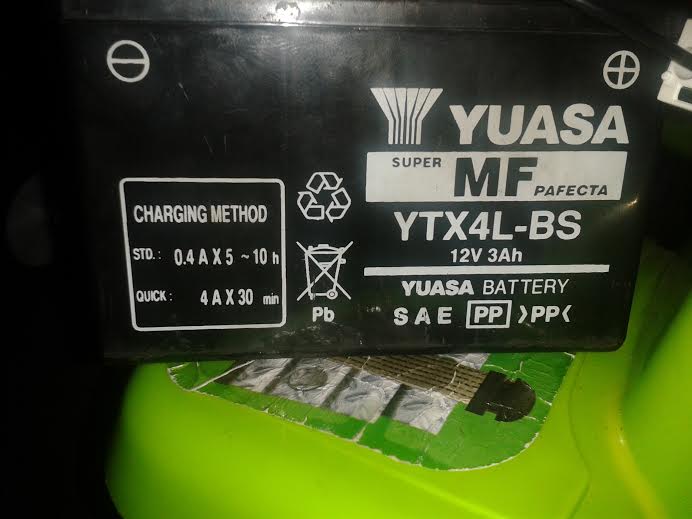 YUASA
SUPER MF PAFECTA
YTX4L-BS
12V 3Ah
YUASA BATTERY
SAE PP >PP<
CHARGING METHOD
STD.: 0.4 A X 5 ~ 10 h
QUICK: 4 A X 30 min
Pb